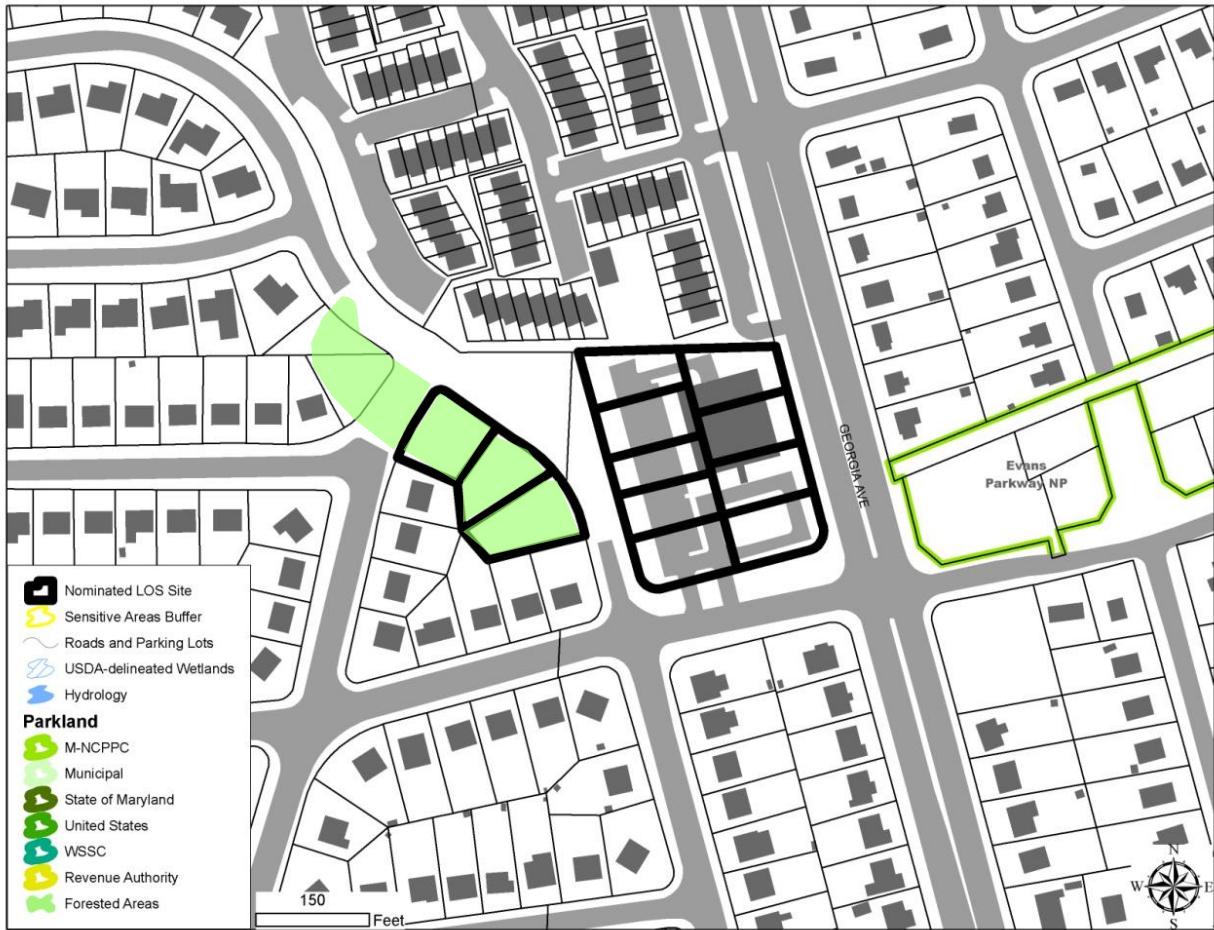 GEORGIA AVE
Evans
Parkway NP
Nominated LOS Site
Sensitive Areas Buffer
Roads and Parking Lots
USDA-delineated Wetlands
Hydrology
Parkland
M-NCPPC
Municipal
State of Maryland
United States
WSSC
Revenue Authority
Forested Areas
150
Feet
N
W E
S